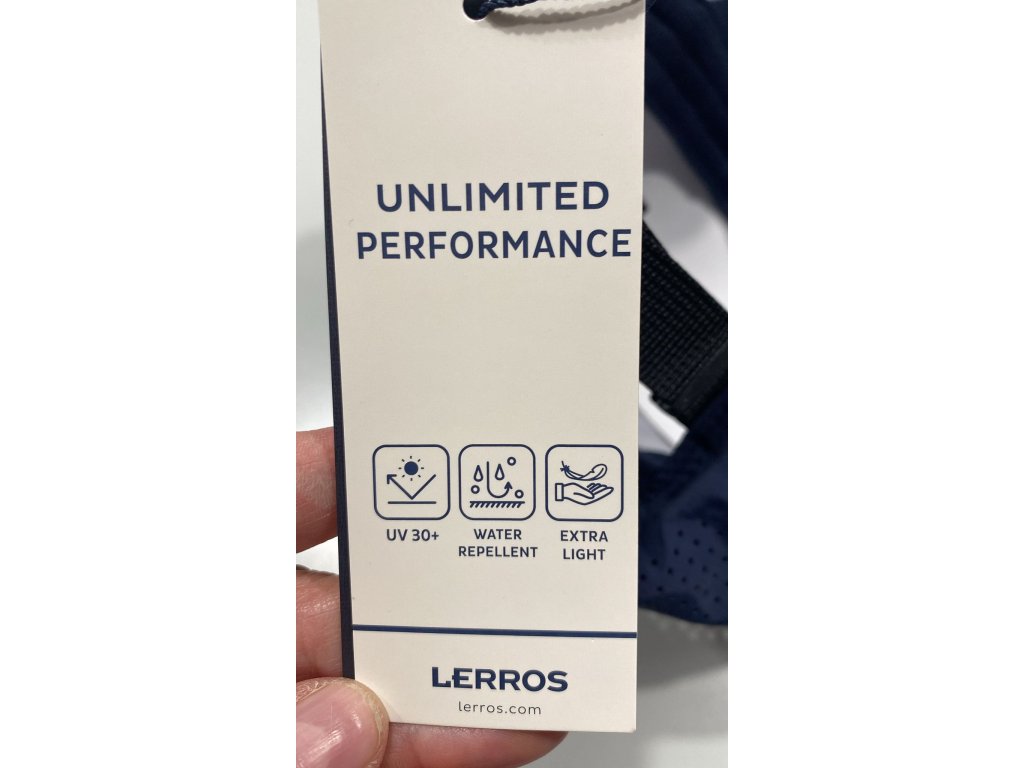 UNLIMITED
PERFORMANCE
UV 30+
WATER
REPELLENT
EXTRA
LIGHT
LERROS
lerros.com